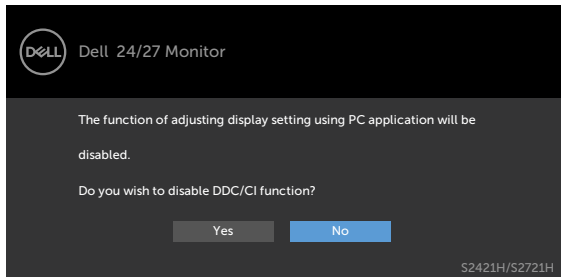 DELL
Dell 24/27 Monitor
The function of adjusting display setting using PC application will be
disabled.
Do you wish to disable DDC/CI function?
Yes
No
S2421H/S2721H